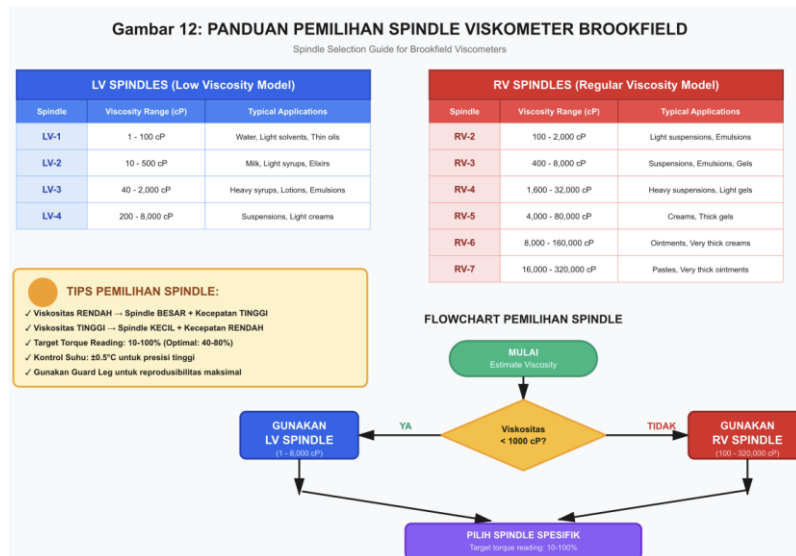 Gambar 12: PANDUAN PEMILIHAN SPINDLE VISKOMETER BROOKFIELD
Spindle Selection Guide for Brookfield Viscometers
LV SPINDLES (Low Viscosity Model)
Spindle Viscosity Range (cP) Typical Applications
LV-1 1 - 100 cP Water, Light solvents, Thin oils
LV-2 10 - 500 cP Milk, Light syrups, Elixirs
LV-3 40 - 2,000 cP Heavy syrups, Lotions, Emulsions
LV-4 200 - 8,000 cP Suspensions, Light creams
RV SPINDLES (Regular Viscosity Model)
Spindle Viscosity Range (cP) Typical Applications
RV-2 100 - 2,000 cP Light suspensions, Emulsions
RV-3 400 - 8,000 cP Suspensions, Emulsions, Gels
RV-4 1,600 - 32,000 cP Heavy suspensions, Light gels
RV-5 4,000 - 80,000 cP Creams, Thick gels
RV-6 8,000 - 160,000 cP Ointments, Very thick creams
RV-7 16,000 - 320,000 cP Pastes, Very thick ointments
TIPS PEMILIHAN SPINDLE:
✓ Viskositas RENDAH → Spindle BESAR + Kecepatan TINGGI
✓ Viskositas TINGGI → Spindle KECIL + Kecepatan RENDAH
✓ Target Torque Reading: 10-100% (Optimal: 40-80%)
✓ Kontrol Suhu: ±0.5°C untuk presisi tinggi
✓ Gunakan Guard Leg untuk reprodusibilitas maksimal
FLOWCHART PEMILIHAN SPINDLE
MULAI
Estimate Viscosity
Viskositas
< 1000 cP?
YA
TIDAK
GUNAKAN
LV SPINDLE
(1 - 8,000 cP)
GUNAKAN
RV SPINDLE
(100 - 320,000 cP)
PILIH SPINDLE SPESIFIK
Target torque reading: 10-100%